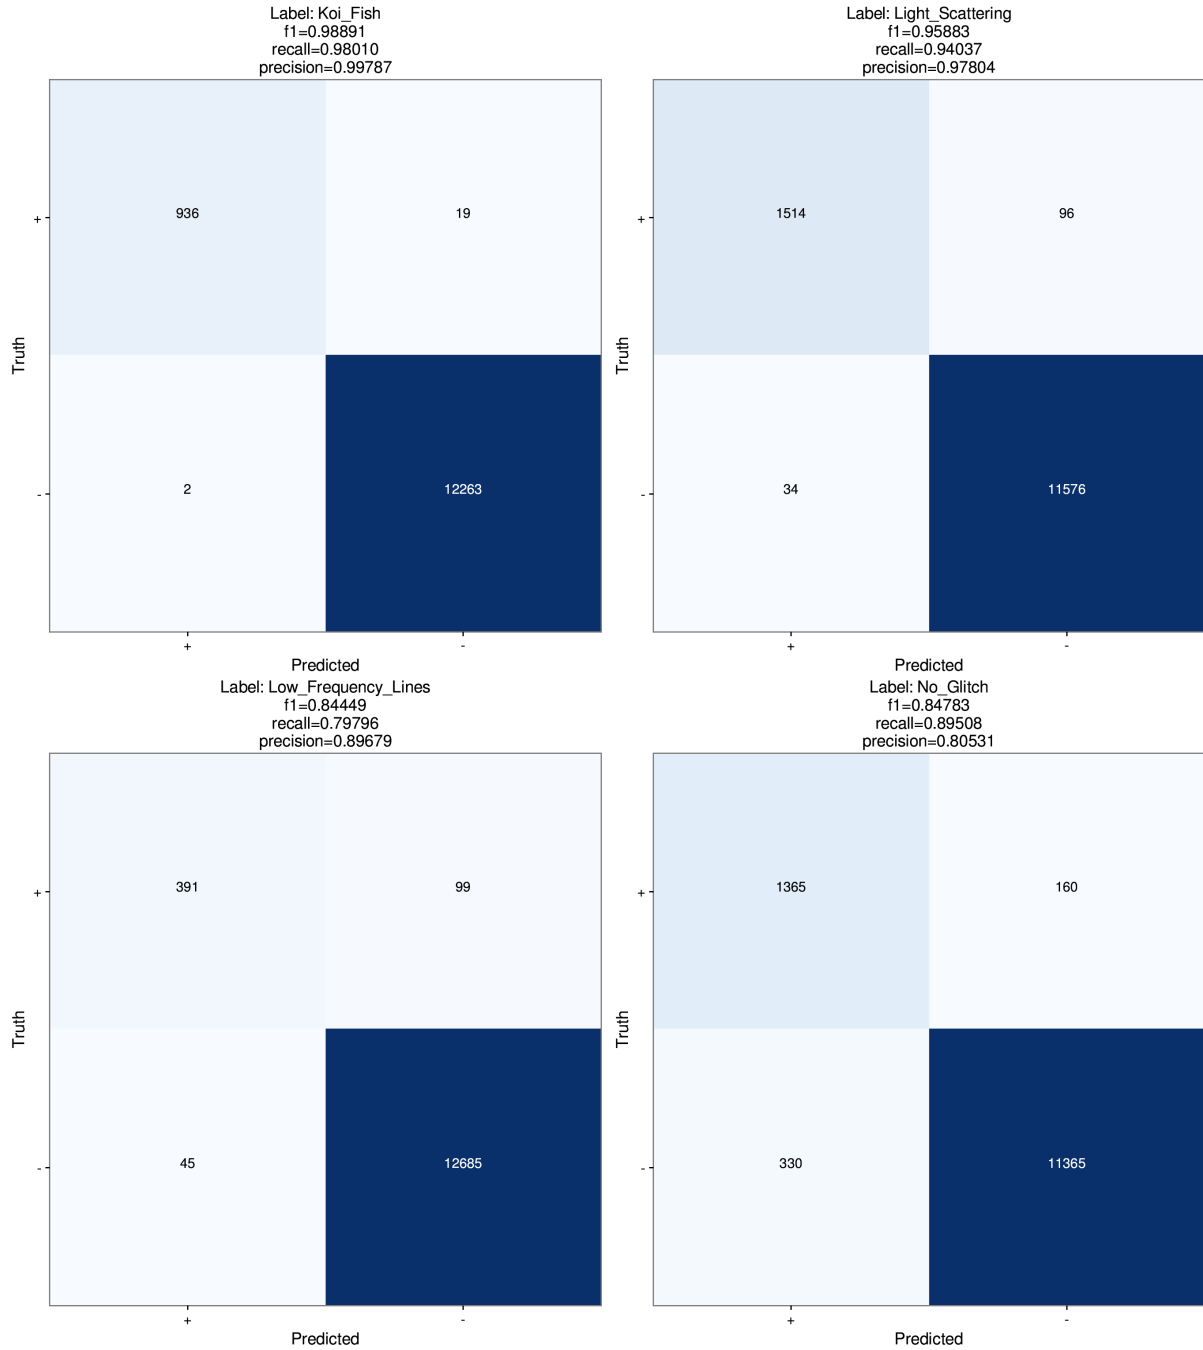 Label: Koi_Fish
f1=0.98891
recall=0.98010
precision=0.99787
+
936
19
Truth
-
2
12263
+
-
Predicted
Label: Light_Scattering
f1=0.95883
recall=0.94037
precision=0.97804
+
1514
96
Truth
-
34
11576
+
-
Predicted
Label: Low_Frequency_Lines
f1=0.84449
recall=0.79796
precision=0.89679
+
391
99
Truth
-
45
12685
+
-
Predicted
Label: No_Glitch
f1=0.84783
recall=0.89508
precision=0.80531
+
1365
160
Truth
-
330
11365
+
-
Predicted